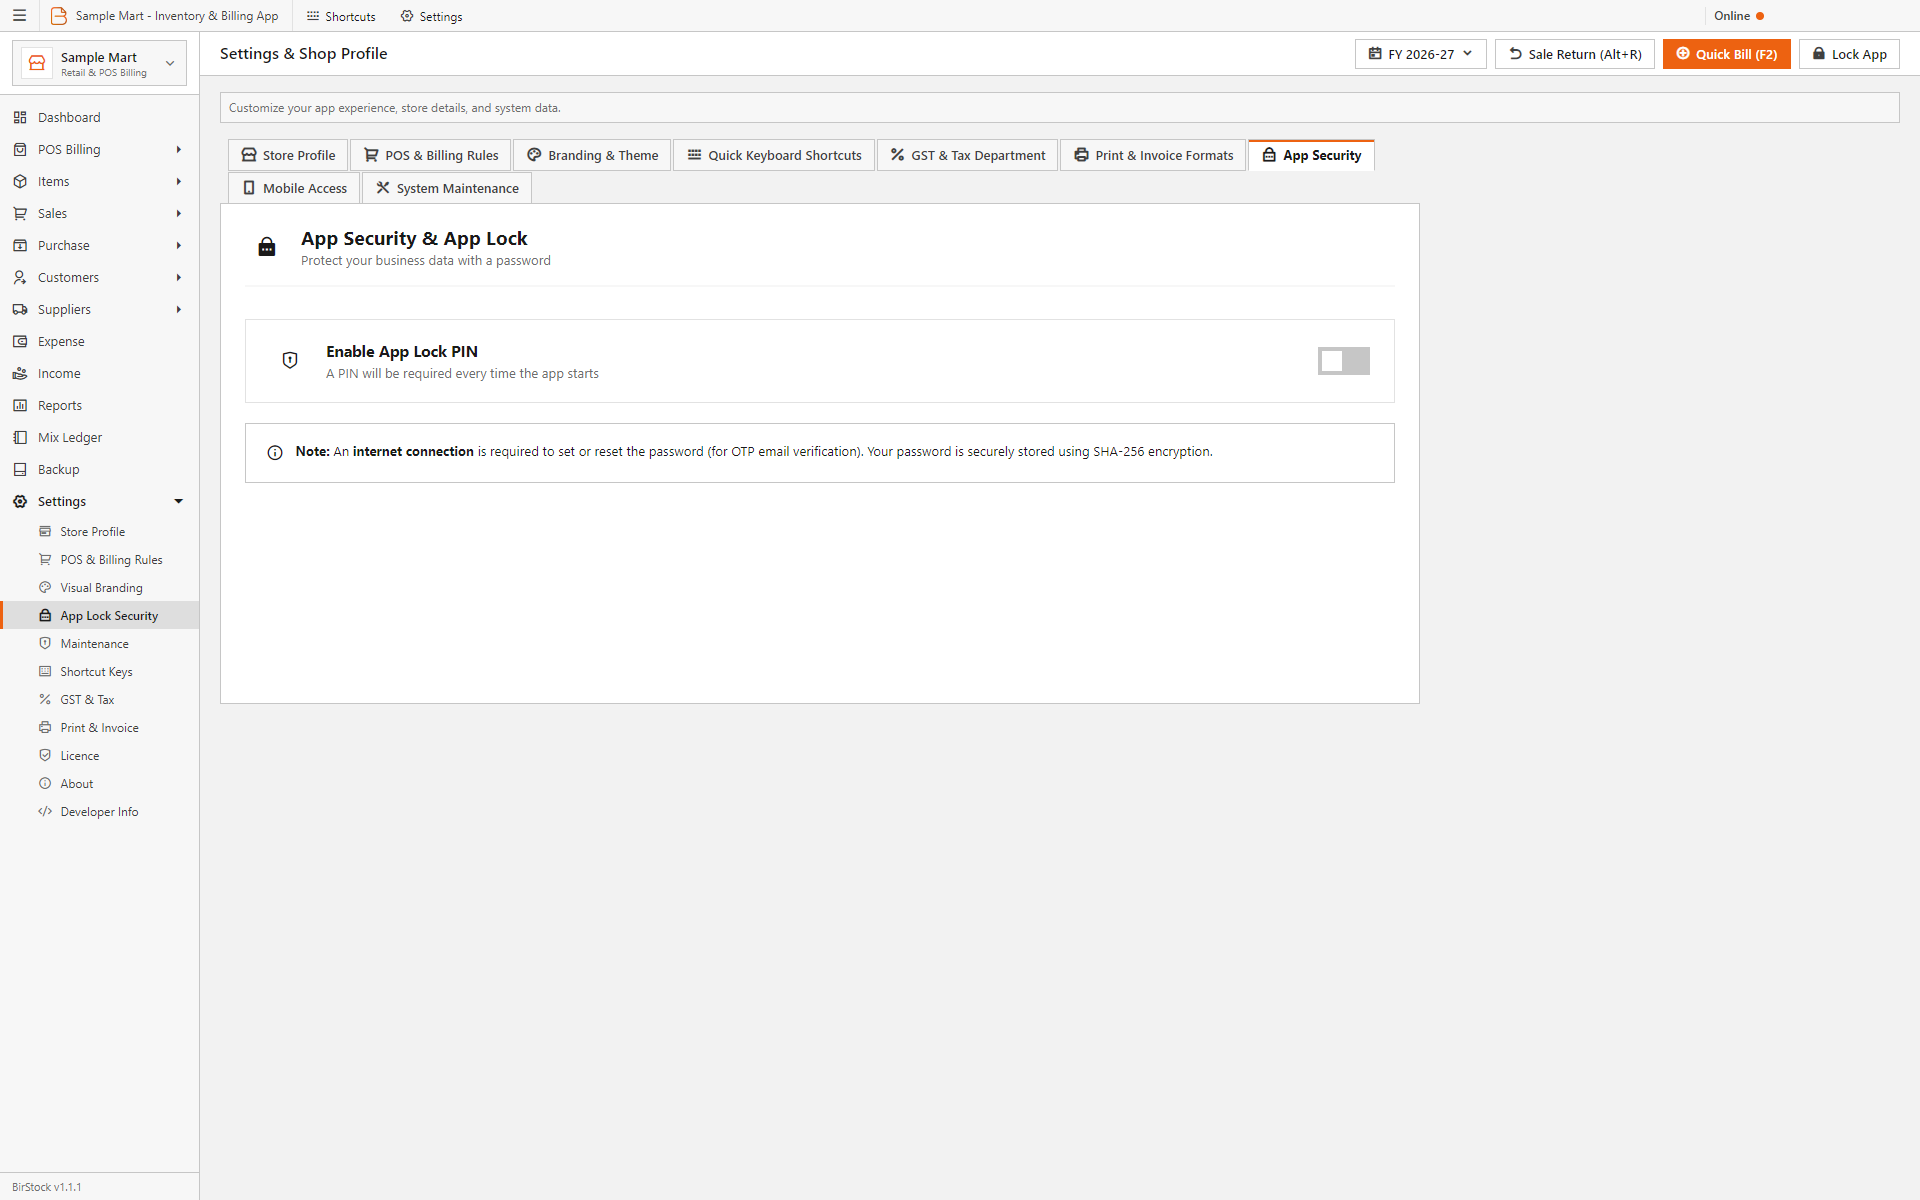 Sample Mart - Inventory & Billing App
Shortcuts
Settings
Online
Sample Mart
Retail & POS Billing
Settings & Shop Profile
FY 2026-27
Sale Return (Alt+R)
Quick Bill (F2)
Lock App
Customize your app experience, store details, and system data.
Dashboard
POS Billing
Items
Sales
Purchase
Customers
Suppliers
Expense
Income
Reports
Mix Ledger
Backup
Settings
Store Profile
POS & Billing Rules
Visual Branding
App Lock Security
Maintenance
Shortcut Keys
GST & Tax
Print & Invoice
Licence
About
Developer Info
BirStock v1.1.1
Store Profile
POS & Billing Rules
Branding & Theme
Quick Keyboard Shortcuts
GST & Tax Department
Print & Invoice Formats
App Security
Mobile Access
System Maintenance
App Security & App Lock
Protect your business data with a password
Enable App Lock PIN
A PIN will be required every time the app starts
Note: An internet connection is required to set or reset the password (for OTP email verification). Your password is securely stored using SHA-256 encryption.